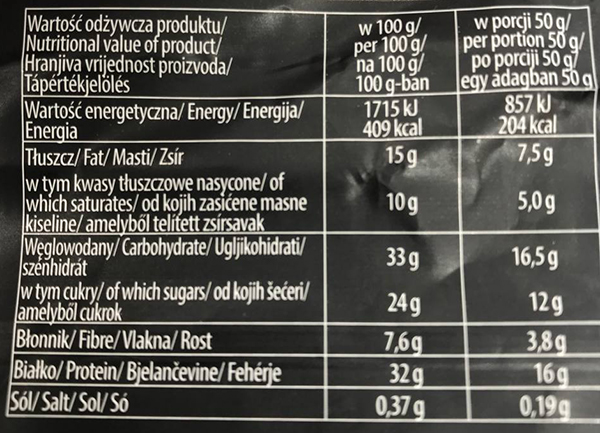 Wartość odżywcza produktu/
Nutritional value of product/
Hranjiva vrijednost proizvoda/
Tápértékjelölés
w 100 g/
per 100 g/
na 100 g/
100 g-ban
w porcji 50 g/
per portion 50 g/
po porciji 50 g/
egy adagban 50 g
Wartość energetyczna/ Energy/ Energija/
Energia
1715 kJ
409 kcal
857 kJ
204 kcal
Tłuszcz/ Fat/ Masti/ Zsír
15 g
7,5 g
w tym kwasy tłuszczowe nasycone/ of
which saturates/ od kojih zasićene masne
kiseline/ amelyből telített zsírsavak
10 g
5,0 g
Węglowodany/ Carbohydrate/ Ugljikohidrati/
szénhidrát
33 g
16,5 g
w tym cukry/ of which sugars/ od kojih šećeri/
amelyből cukrok
24 g
12 g
Błonnik/ Fibre/ Vlakna/ Rost
7,6 g
3,8 g
Białko/ Protein/ Bjelančevine/ Fehérje
32 g
16 g
Sól/ Salt/ Sol/ Só
0,37 g
0,19 g